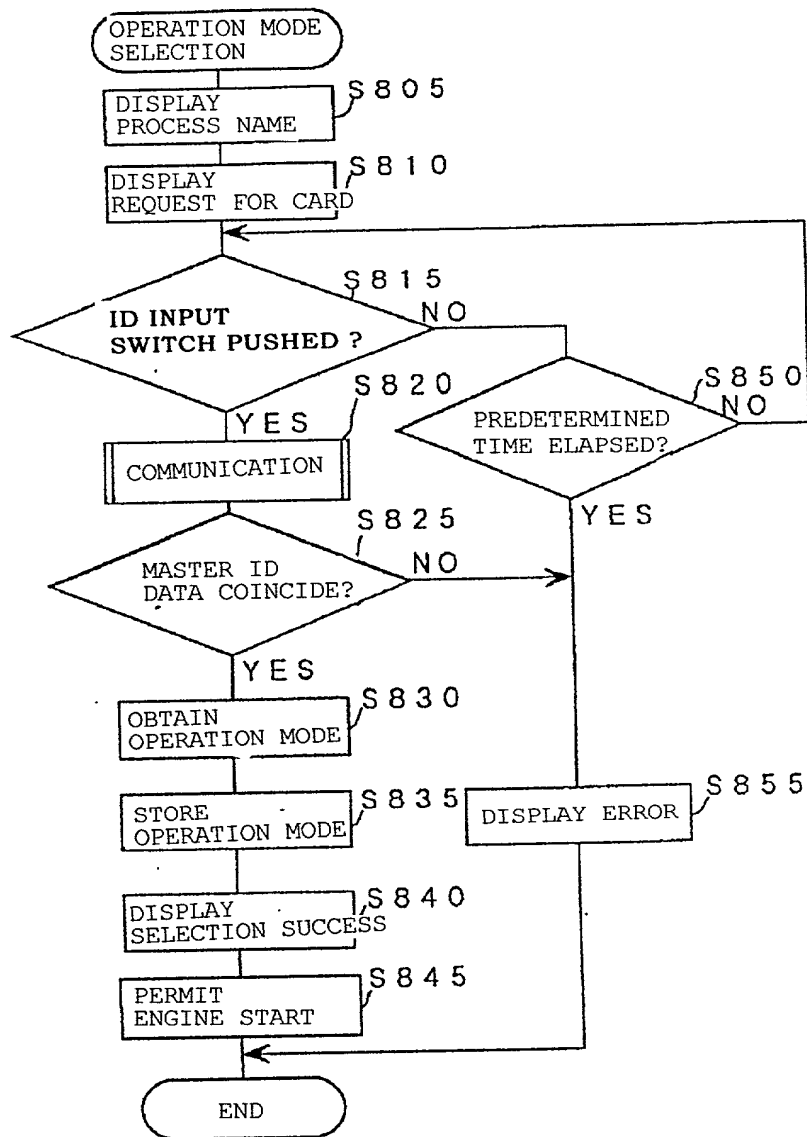 OPERATION MODE
SELECTION
S805
DISPLAY
PROCESS NAME
S810
DISPLAY
REQUEST FOR CARD
S815
ID INPUT
SWITCH PUSHED ?
NO
YES
S820
COMMUNICATION
S850
PREDETERMINED
TIME ELAPSED?
NO
YES
S825
MASTER ID
DATA COINCIDE?
NO
YES
S830
OBTAIN
OPERATION MODE
S835
STORE
OPERATION MODE
S855
DISPLAY ERROR
S840
DISPLAY
SELECTION SUCCESS
S845
PERMIT
ENGINE START
END